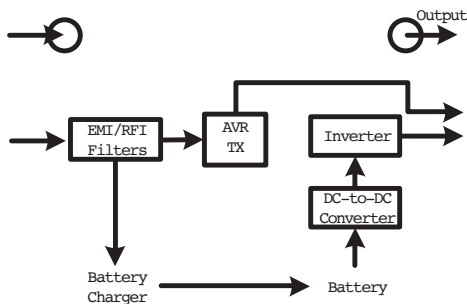 Output
EMI/RFI
Filters
AVR
TX
Inverter
DC-to-DC
Converter
Battery
Charger
Battery